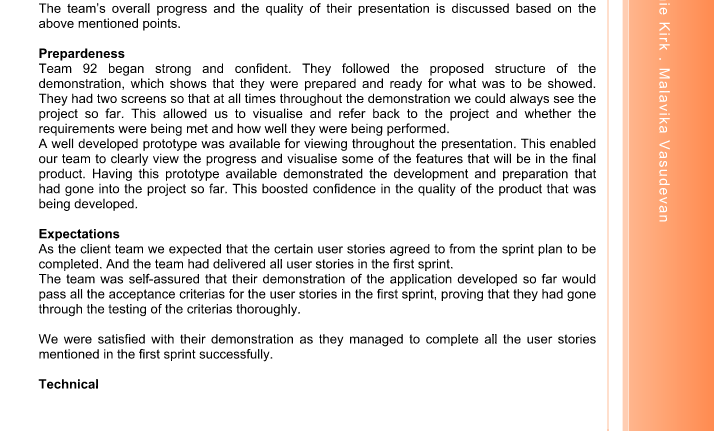 The team's overall progress and the quality of their presentation is discussed based on the
above mentioned points.
Prepardeness
Team 92 began strong and confident. They followed the proposed structure of the
demonstration, which shows that they were prepared and ready for what was to be showed.
They had two screens so that at all times throughout the demonstration we could always see the
project so far. This allowed us to visualise and refer back to the project and whether the
requirements were being met and how well they were being performed.
A well developed prototype was available for viewing throughout the presentation. This enabled
our team to clearly view the progress and visualise some of the features that will be in the final
product. Having this prototype available demonstrated the development and preparation that
had gone into the project so far. This boosted confidence in the quality of the product that was
being developed.
Expectations
As the client team we expected that the certain user stories agreed to from the sprint plan to be
completed. And the team had delivered all user stories in the first sprint.
The team was self-assured that their demonstration of the application developed so far would
pass all the acceptance criterias for the user stories in the first sprint, proving that they had gone
through the testing of the criterias thoroughly.
We were satisfied with their demonstration as they managed to complete all the user stories
mentioned in the first sprint successfully.
Technical
ie Kirk . Malavika Vasudevan